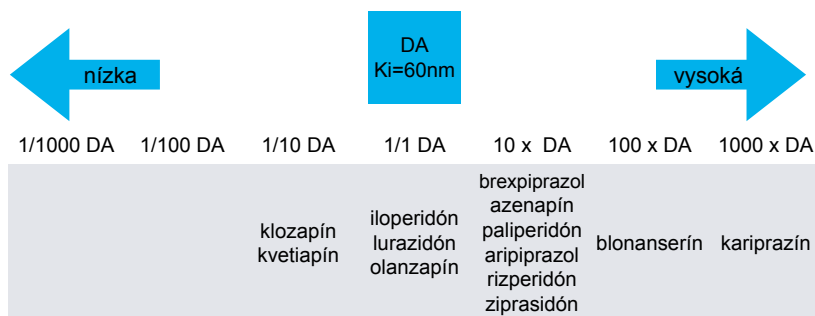 DA
Ki=60nm
nízka
vysoká
1/1000 DA
1/100 DA
1/10 DA
1/1 DA
10 x DA
100 x DA
1000 x DA
klozapín
kvetiapín
iloperidón
lurazidón
olanzapín
brexpiprazol
azenapín
paliperidón
aripiprazol
rizperidón
ziprasidón
blonanserín
kariprazín